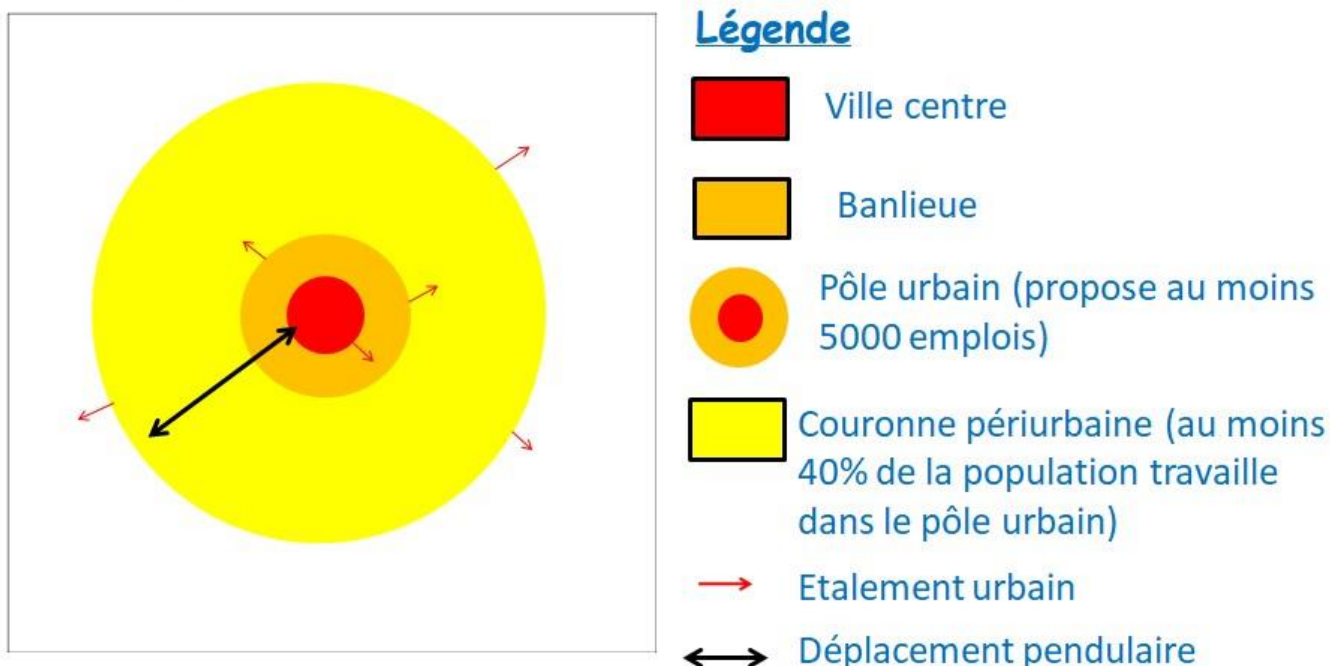 Légende
Ville centre
Banlieue
Pôle urbain (propose au moins
5000 emplois)
Couronne périurbaine (au moins
40% de la population travaille
dans le pôle urbain)
Etalement urbain
Déplacement pendulaire